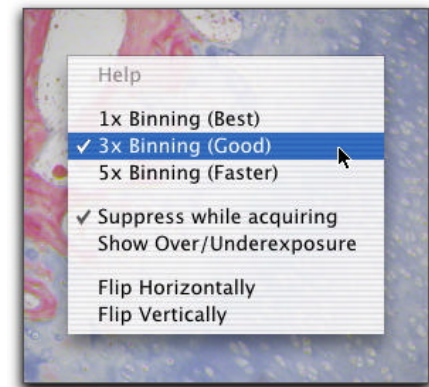 Help
1x Binning (Best)
✓ 3x Binning (Good)
5x Binning (Faster)
✓ Suppress while acquiring
Show Over/Underexposure
Flip Horizontally
Flip Vertically